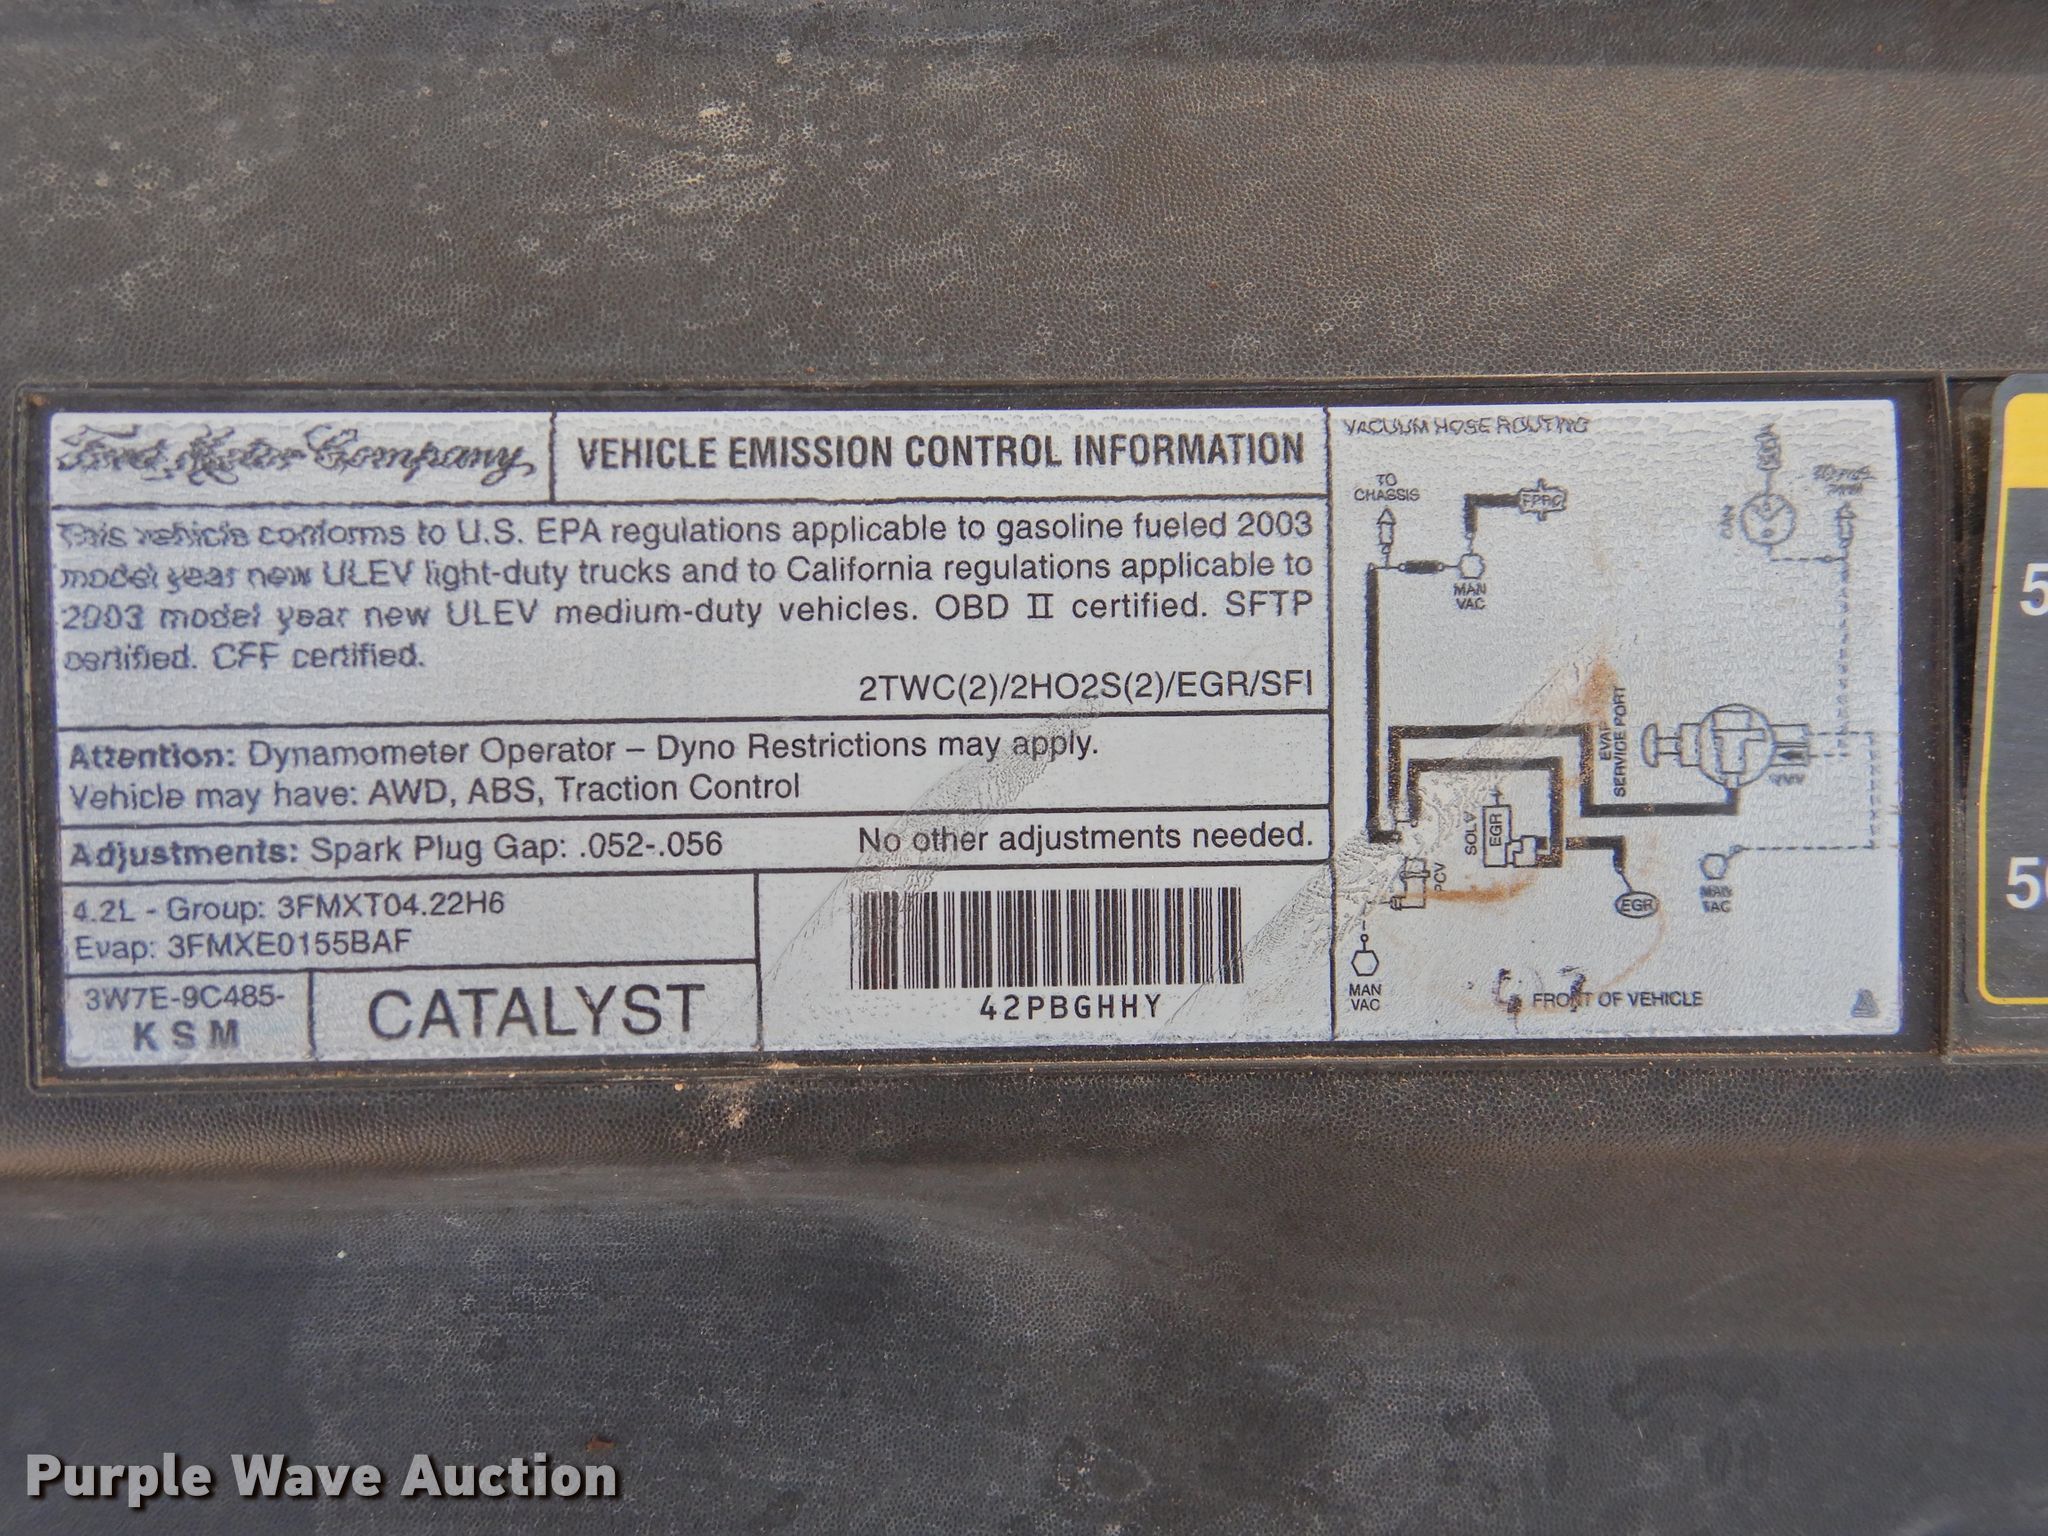 Ford Motor Company
VEHICLE EMISSION CONTROL INFORMATION
This vehicle conforms to U.S. EPA regulations applicable to gasoline fueled 2003
model year new ULEV light-duty trucks and to California regulations applicable to
2003 model year new ULEV medium-duty vehicles. OBD II certified. SFTP
certified. CFF certified.
2TWC(2)/2HO2S(2)/EGR/SFI
Attention: Dynamometer Operator – Dyno Restrictions may apply.
Vehicle may have: AWD, ABS, Traction Control
Adjustments: Spark Plug Gap: .052-.056 No other adjustments needed.
4.2L - Group: 3FMXT04.22H6
Evap: 3FMXE0155BAF
3W7E-9C485-
K S M
CATALYST
42PBGHHY
VACUUM HOSE ROUTING
TO
CHASSIS
MAN
VAC
CAN
EVAP
SERVICE PORT
SOLV
EGR
PCV
EGR
MAN
VAC
MAN
VAC
FRONT OF VEHICLE
5
5
Purple Wave Auction